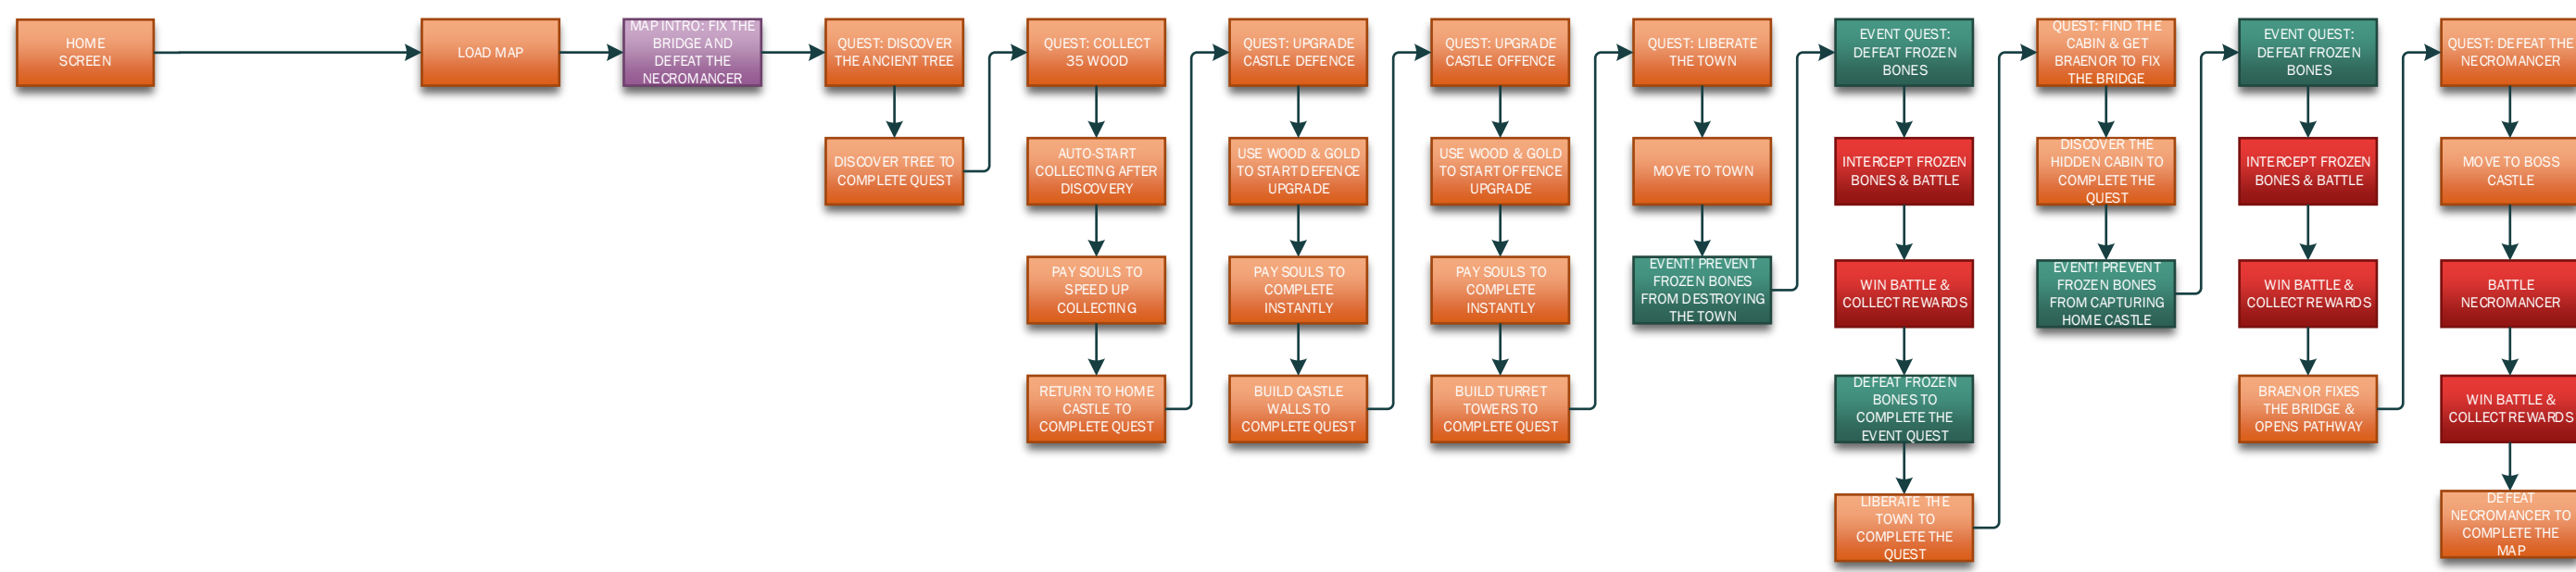 HOME
SCREEN
LOAD MAP
MAP INTRO: FIX THE
BRIDGE AND
DEFEAT THE
NECROMANCER
QUEST: DISCOVER
THE ANCIENT TREE
DISCOVER TREE TO
COMPLETE QUEST
QUEST: COLLECT
35 WOOD
AUTO-START
COLLECTING AFTER
DISCOVERY
PAY SOULS TO
SPEED UP
COLLECTING
RETURN TO HOME
CASTLE TO
COMPLETE QUEST
QUEST: UPGRADE
CASTLE DEFENCE
USE WOOD & GOLD
TO START DEFENCE
UPGRADE
PAY SOULS TO
COMPLETE
INSTANTLY
BUILD CASTLE
WALLS TO
COMPLETE QUEST
QUEST: UPGRADE
CASTLE OFFENCE
USE WOOD & GOLD
TO START OFFENCE
UPGRADE
PAY SOULS TO
COMPLETE
INSTANTLY
BUILD TURRET
TOWERS TO
COMPLETE QUEST
QUEST: LIBERATE
THE TOWN
MOVE TO TOWN
EVENT! PREVENT
FROZEN BONES
FROM DESTROYING
THE TOWN
EVENT QUEST:
DEFEAT FROZEN
BONES
INTERCEPT FROZEN
BONES & BATTLE
WIN BATTLE &
COLLECT REWARDS
DEFEAT FROZEN
BONES TO
COMPLETE THE
EVENT QUEST
LIBERATE THE
TOWN TO
COMPLETE THE
QUEST
QUEST: FIND THE
CABIN & GET
BRAENOR TO FIX
THE BRIDGE
DISCOVER THE
HIDDEN CABIN TO
COMPLETE THE
QUEST
EVENT! PREVENT
FROZEN BONES
FROM CAPTURING
HOME CASTLE
EVENT QUEST:
DEFEAT FROZEN
BONES
INTERCEPT FROZEN
BONES & BATTLE
WIN BATTLE &
COLLECT REWARDS
BRAENOR FIXES
THE BRIDGE &
OPENS PATHWAY
QUEST: DEFEAT THE
NECROMANCER
MOVE TO BOSS
CASTLE
BATTLE
NECROMANCER
WIN BATTLE &
COLLECT REWARDS
DEFEAT
NECROMANCER TO
COMPLETE THE
MAP